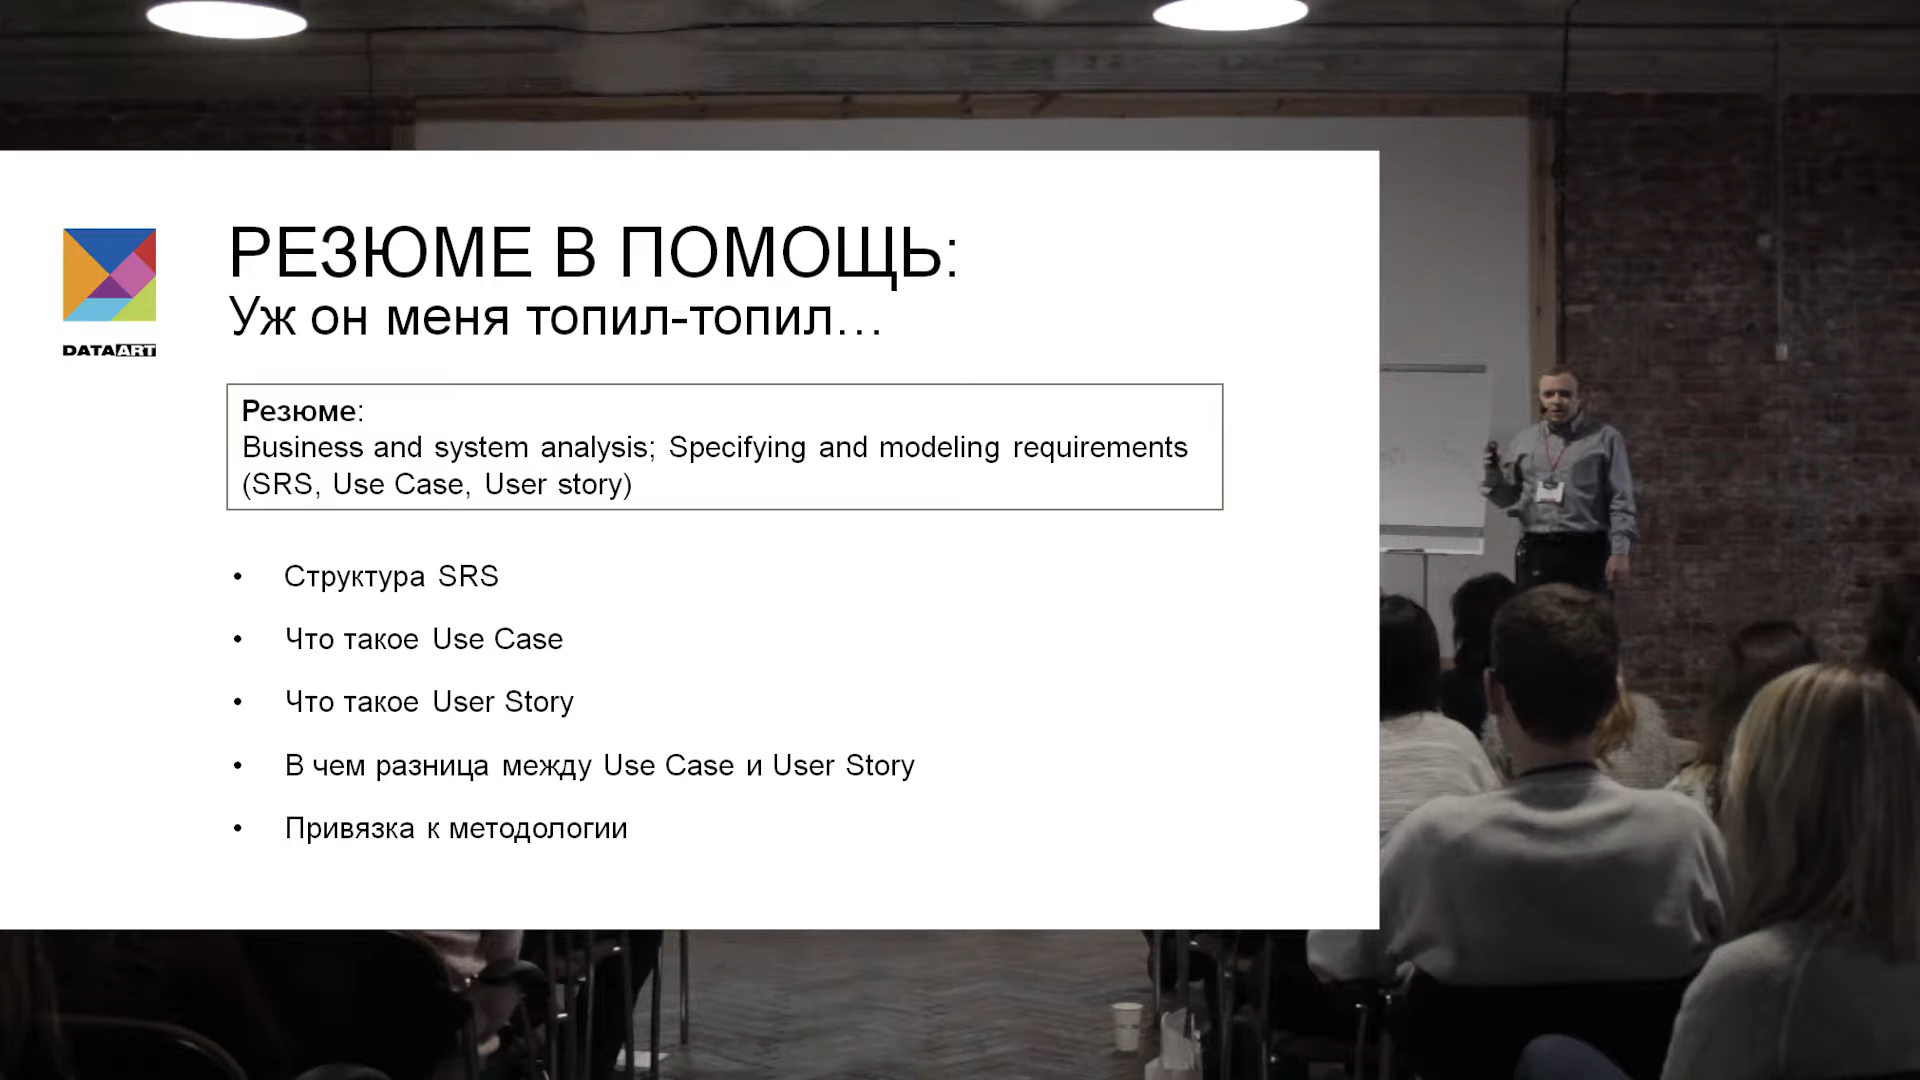 РЕЗЮМЕ В ПОМОЩЬ:
Уж он меня топил-топил…
DATAART
Резюме:
Business and system analysis; Specifying and modeling requirements
(SRS, Use Case, User story)
• Структура SRS
• Что такое Use Case
• Что такое User Story
• В чем разница между Use Case и User Story
• Привязка к методологии